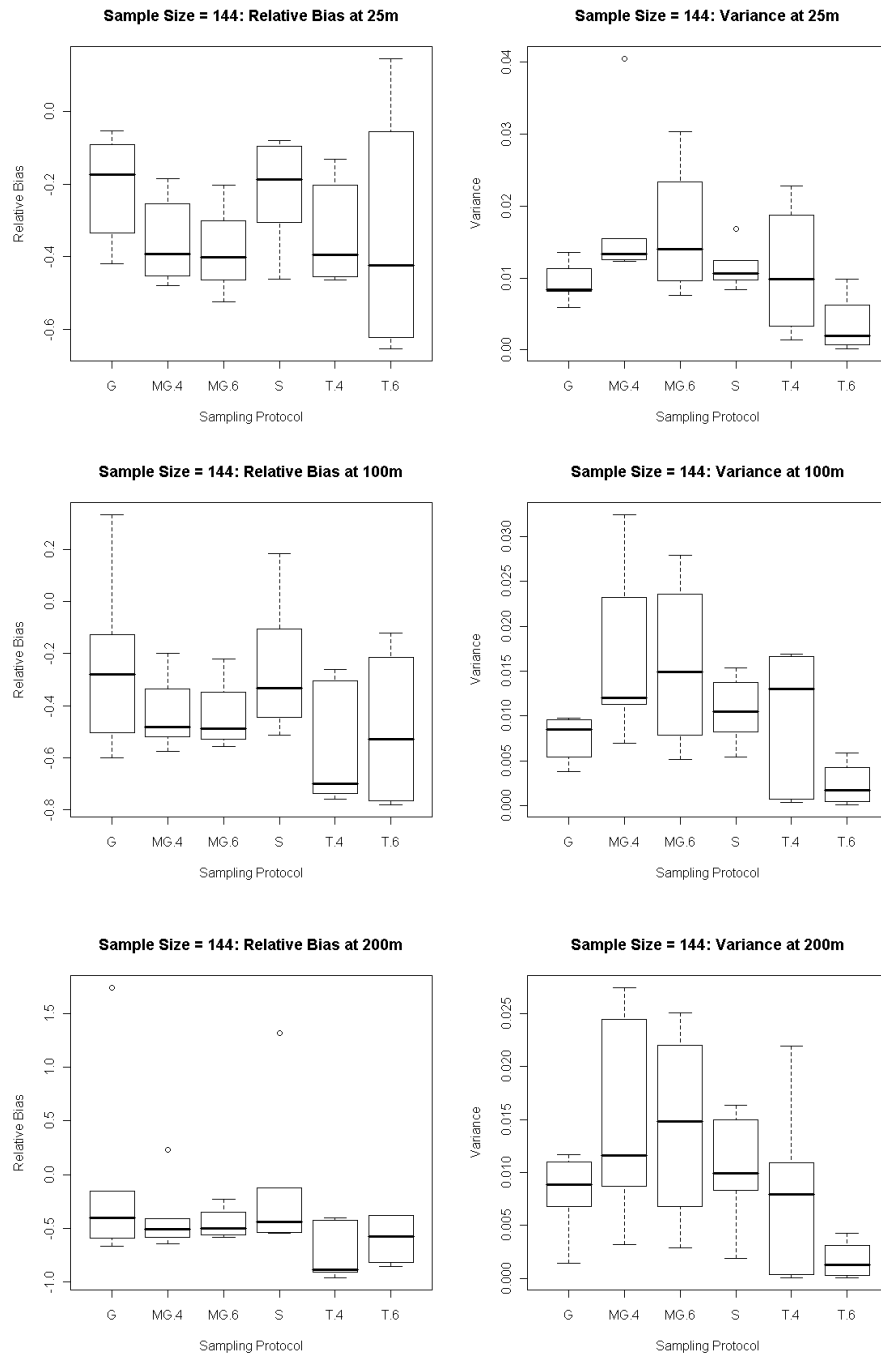 Sample Size = 144: Relative Bias at 25m
Relative Bias
0.0
-0.2
-0.4
-0.6
G MG.4 MG.6 S T.4 T.6
Sampling Protocol
Sample Size = 144: Variance at 25m
Variance
0.04
0.03
0.02
0.01
0.00
G MG.4 MG.6 S T.4 T.6
Sampling Protocol
Sample Size = 144: Relative Bias at 100m
Relative Bias
0.2
0.0
-0.2
-0.4
-0.6
-0.8
G MG.4 MG.6 S T.4 T.6
Sampling Protocol
Sample Size = 144: Variance at 100m
Variance
0.030
0.025
0.020
0.015
0.010
0.005
0.000
G MG.4 MG.6 S T.4 T.6
Sampling Protocol
Sample Size = 144: Relative Bias at 200m
Relative Bias
1.5
1.0
0.5
0.0
-0.5
-1.0
G MG.4 MG.6 S T.4 T.6
Sampling Protocol
Sample Size = 144: Variance at 200m
Variance
0.025
0.020
0.015
0.010
0.005
0.000
G MG.4 MG.6 S T.4 T.6
Sampling Protocol